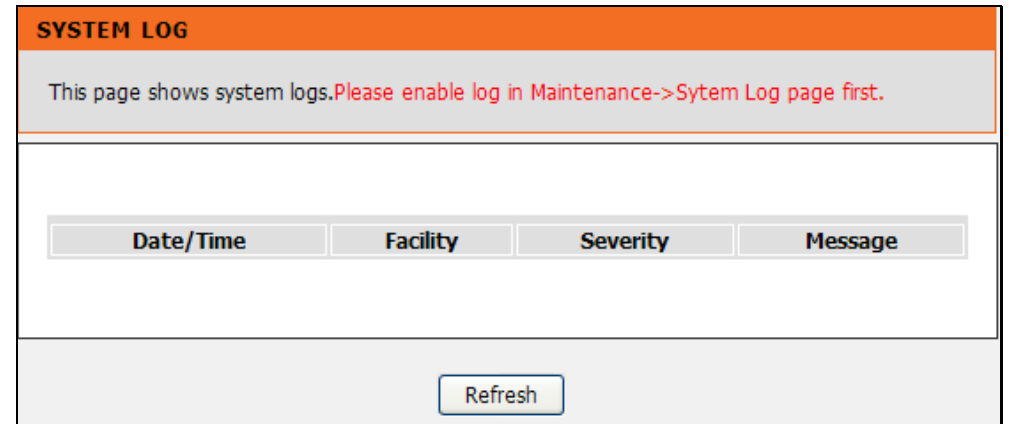 SYSTEM LOG
This page shows system logs.Please enable log in Maintenance->Sytem Log page first.
Date/Time Facility Severity Message
Refresh